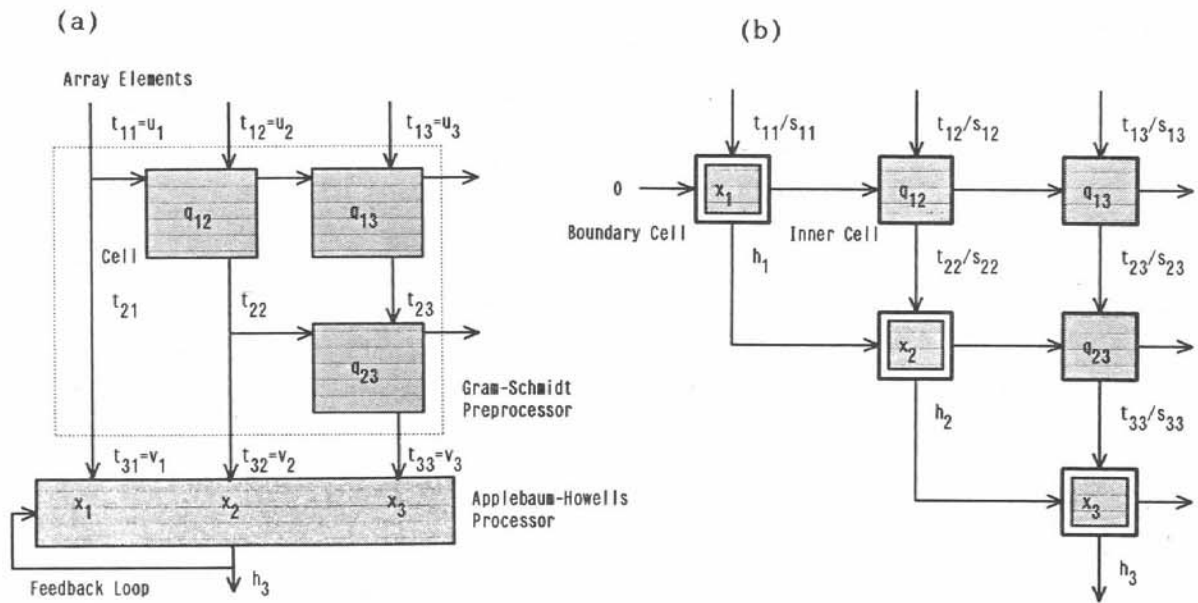 (a)
Array Elements
t11=u1 t12=u2 t13=u3
q12 q13
Cell
t21 t22 t23
q23
Gram-Schmidt
Preprocessor
t31=v1 t32=v2 t33=v3
x1 x2 x3
Applebaum-Howells
Processor
Feedback Loop h3
(b)
t11/s11 t12/s12 t13/s13
0 x1 q12 q13
Boundary Cell Inner Cell
h1 t22/s22 t23/s23
x2 q23
h2 t33/s33
x3
h3